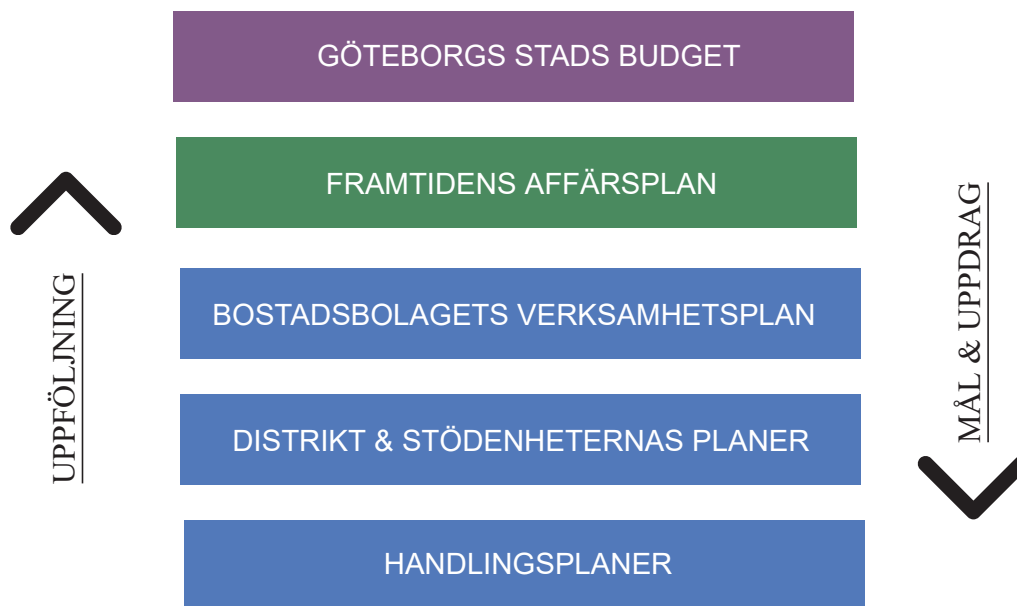 GÖTEBORGS STADS BUDGET
FRAMTIDENS AFFÄRSPLAN
BOSTADSBOLAGETS VERKSAMHETSPLAN
DISTRIKT & STÖDENHETERNAS PLANER
HANDLINGSPLANER
UPPFÖLJNING
MÅL & UPPDRAG